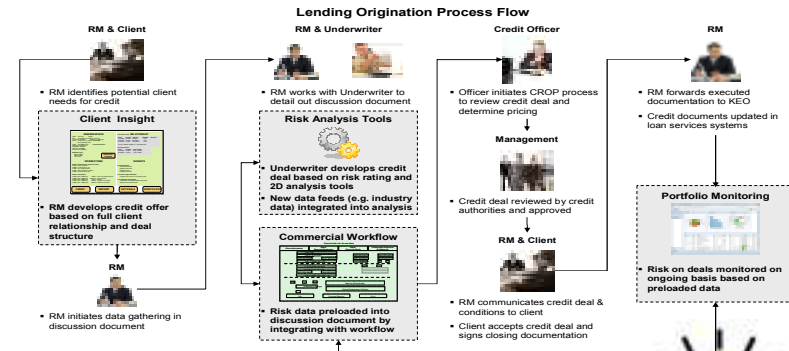 Lending Origination Process Flow
RM & Client
▪ RM identifies potential client
needs for credit
Client Insight
▪ RM develops credit offer
based on full client
relationship and deal
structure
RM
▪ RM initiates data gathering in
discussion document
RM & Underwriter
▪ RM works with Underwriter to
detail out discussion document
Risk Analysis Tools
▪ Underwriter develops credit
deal based on risk rating and
2D analysis tools
▪ New data feeds (e.g. industry
data) integrated into analysis
Commercial Workflow
▪ Risk data preloaded into
discussion document by
integrating with workflow
Credit Officer
▪ Officer initiates CROP process
to review credit deal and
determine pricing
Management
▪ Credit deal reviewed by credit
authorities and approved
RM & Client
▪ RM communicates credit deal &
conditions to client
▪ Client accepts credit deal and
signs closing documentation
RM
▪ RM forwards executed
documentation to KEO
▪ Credit documents updated in
loan services systems
Portfolio Monitoring
▪ Risk on deals monitored on
ongoing basis based on
preloaded data